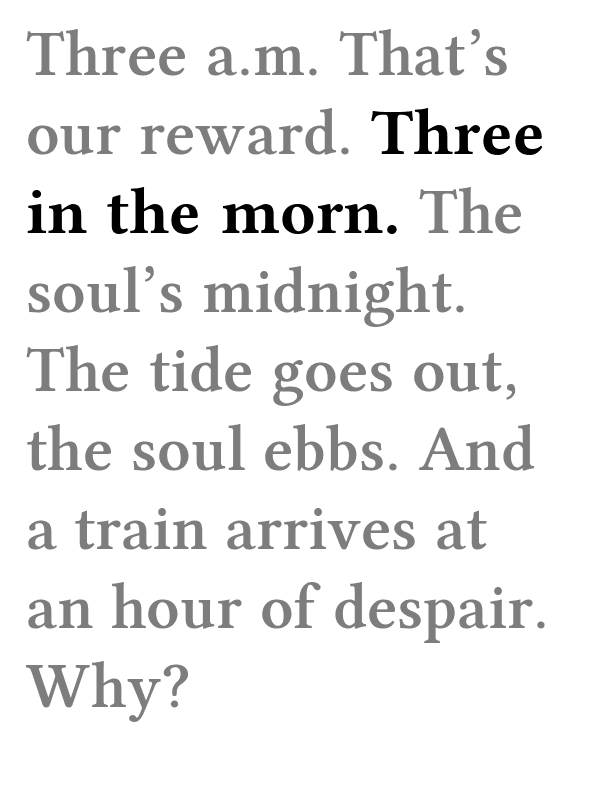 Three a.m. That’s
our reward. Three
in the morn. The
soul’s midnight.
The tide goes out,
the soul ebbs. And
a train arrives at
an hour of despair.
Why?